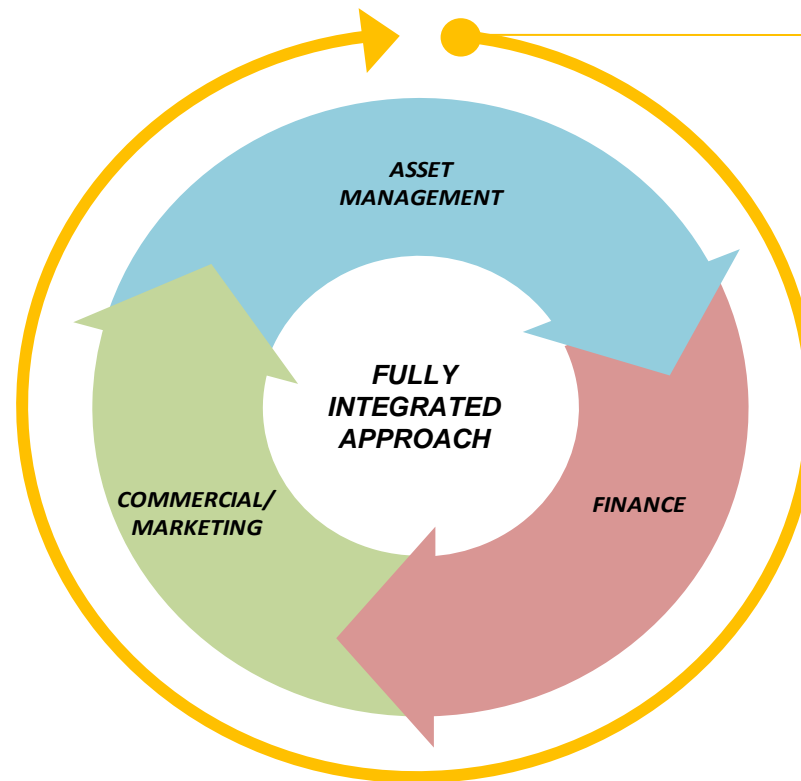 ASSET
MANAGEMENT
FULLY
INTEGRATED
APPROACH
COMMERCIAL/
MARKETING
FINANCE